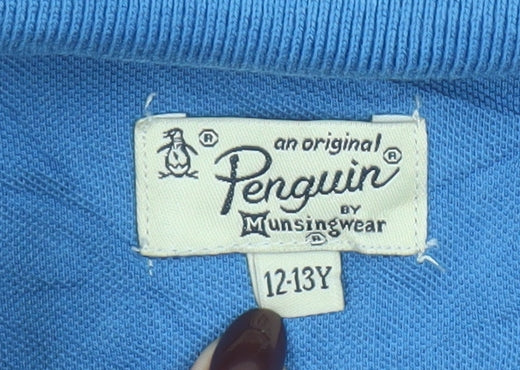 ®
an original
Penguin®
BY
Munsingwear
®
12-13Y